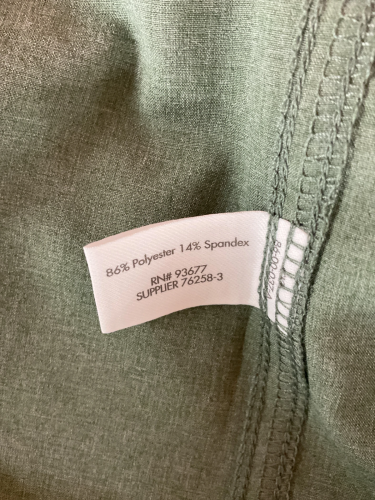 86% Polyester 14% Spandex
RN# 93677
SUPPLIER 76258-3